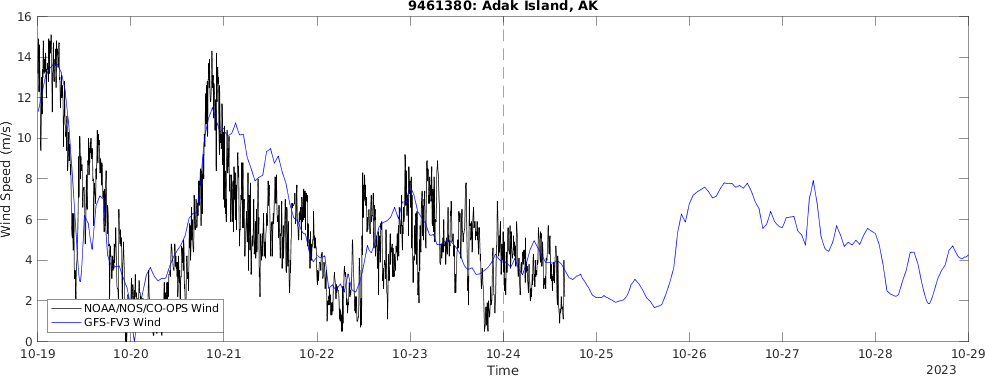 9461380: Adak Island, AK
Wind Speed (m/s)
16
14
12
10
8
6
4
2
0
NOAA/NOS/CO-OPS Wind
GFS-FV3 Wind
10-19 10-20 10-21 10-22 10-23 10-24 10-25 10-26 10-27 10-28 10-29
Time
2023